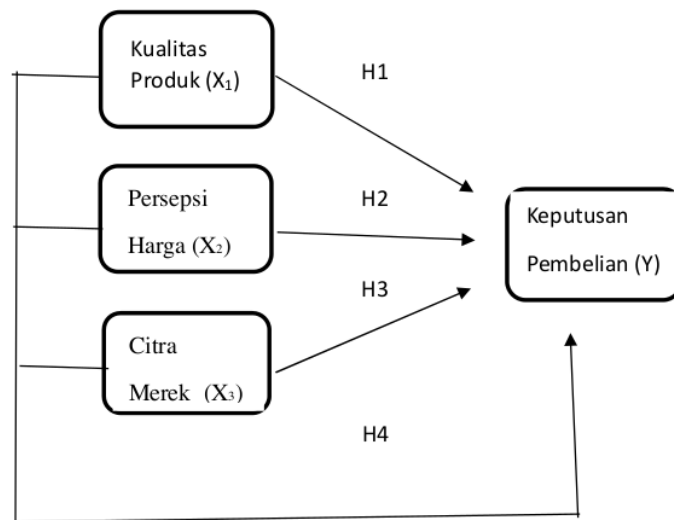 Kualitas
Produk (X₁)
H1
Persepsi
Harga (X₂)
H2
Keputusan
Pembelian (Y)
H3
Citra
Merek (X₃)
H4